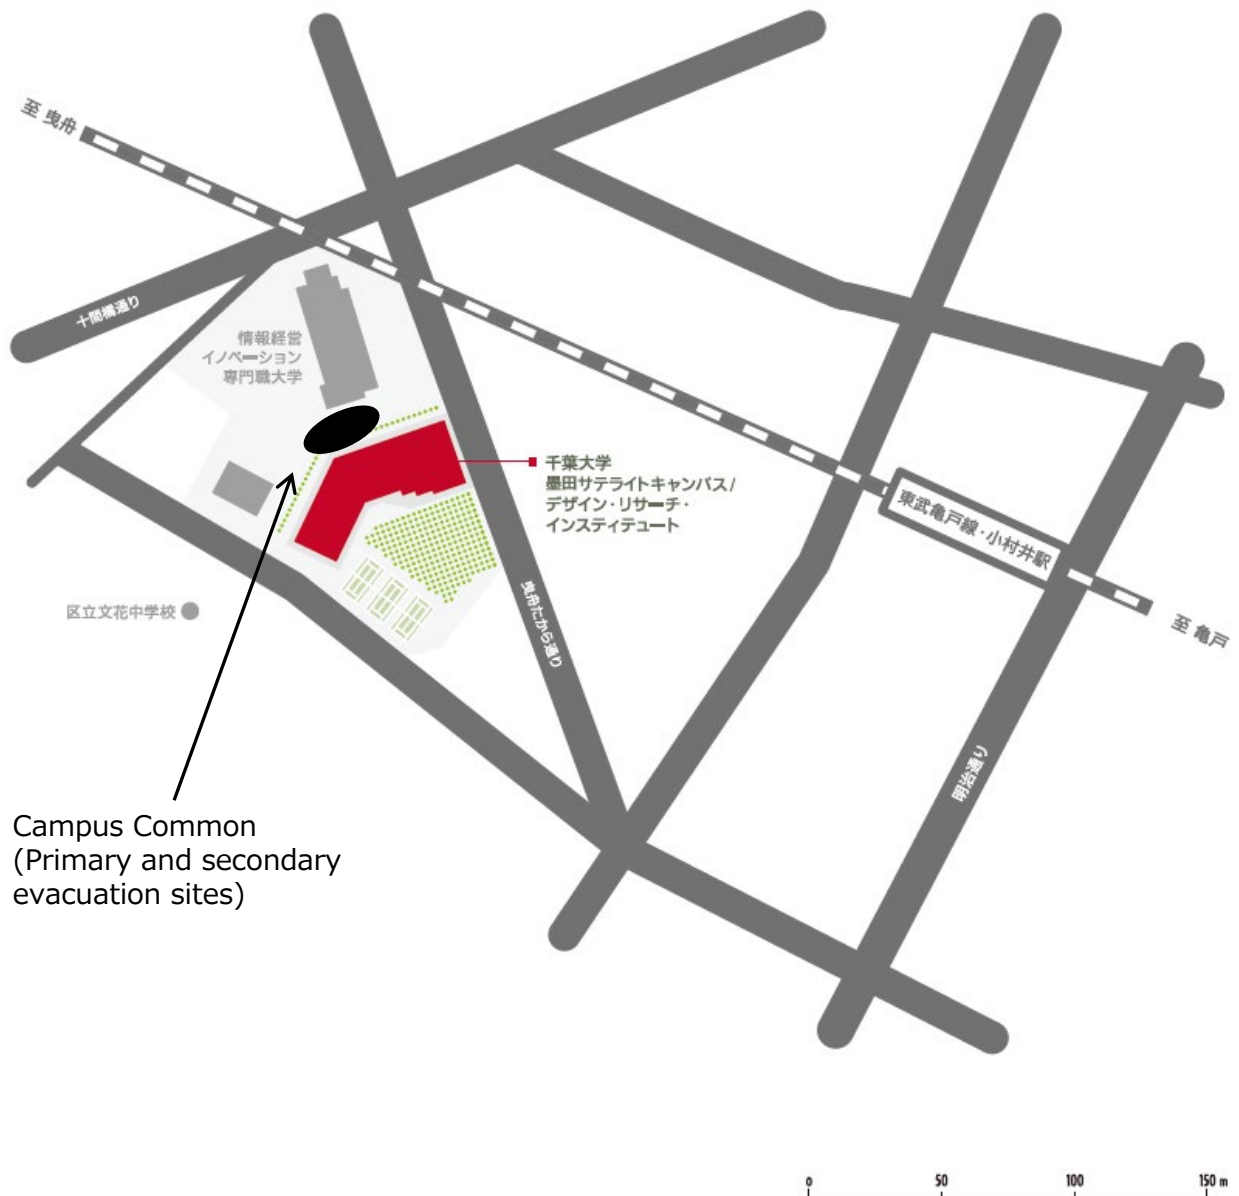 至 曳舟
十間橋通り
情報経営
イノベーション
専門職大学
千葉大学
墨田サテライトキャンパス/
デザイン・リサーチ・
インスティテュート
東武亀戸線・小村井駅
区立文花中学校
曳舟たから通り
至 亀戸
明治通り
Campus Common
(Primary and secondary
evacuation sites)
0 50 100 150 m